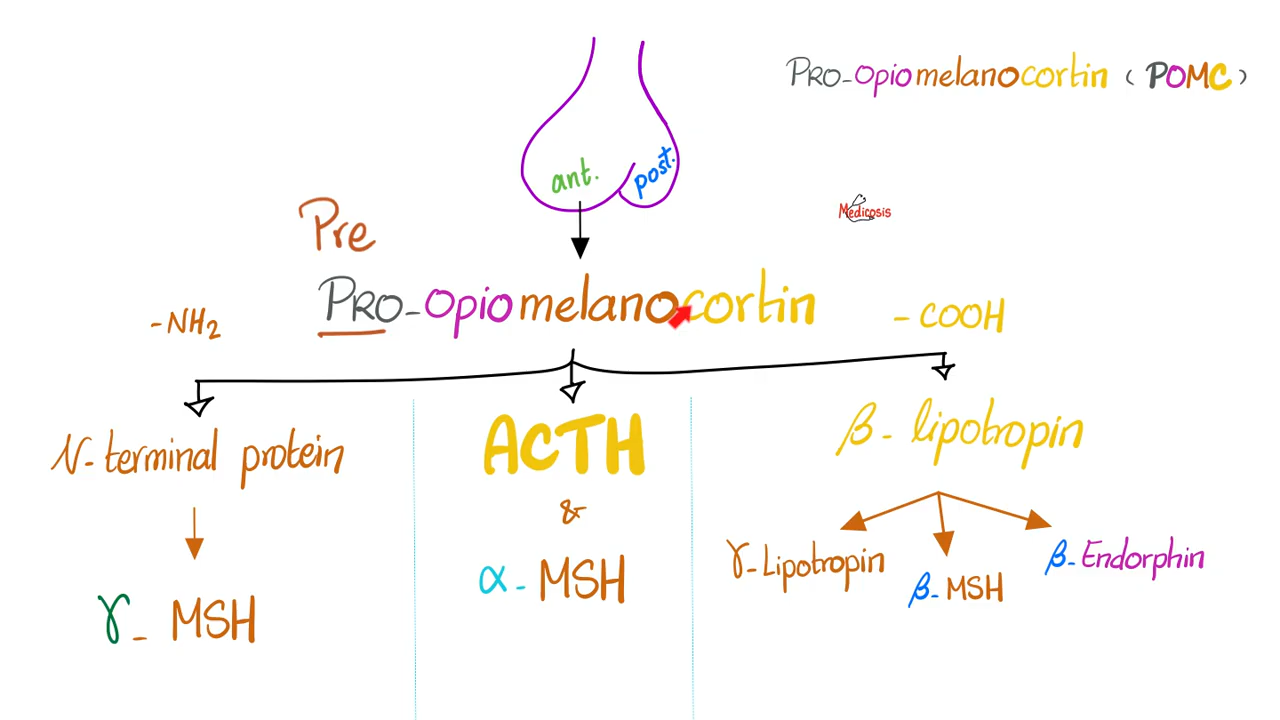 PRO-Opiomelanocortin (POMC)
ant.
post.
Medicosis
Pre
PRO-Opiomelanocortin
-NH2
- COOH
N-terminal protein
ACTH
β- lipotropin
&
γ-Lipotropin
β-MSH
β-Endorphin
α-MSH
γ-MSH